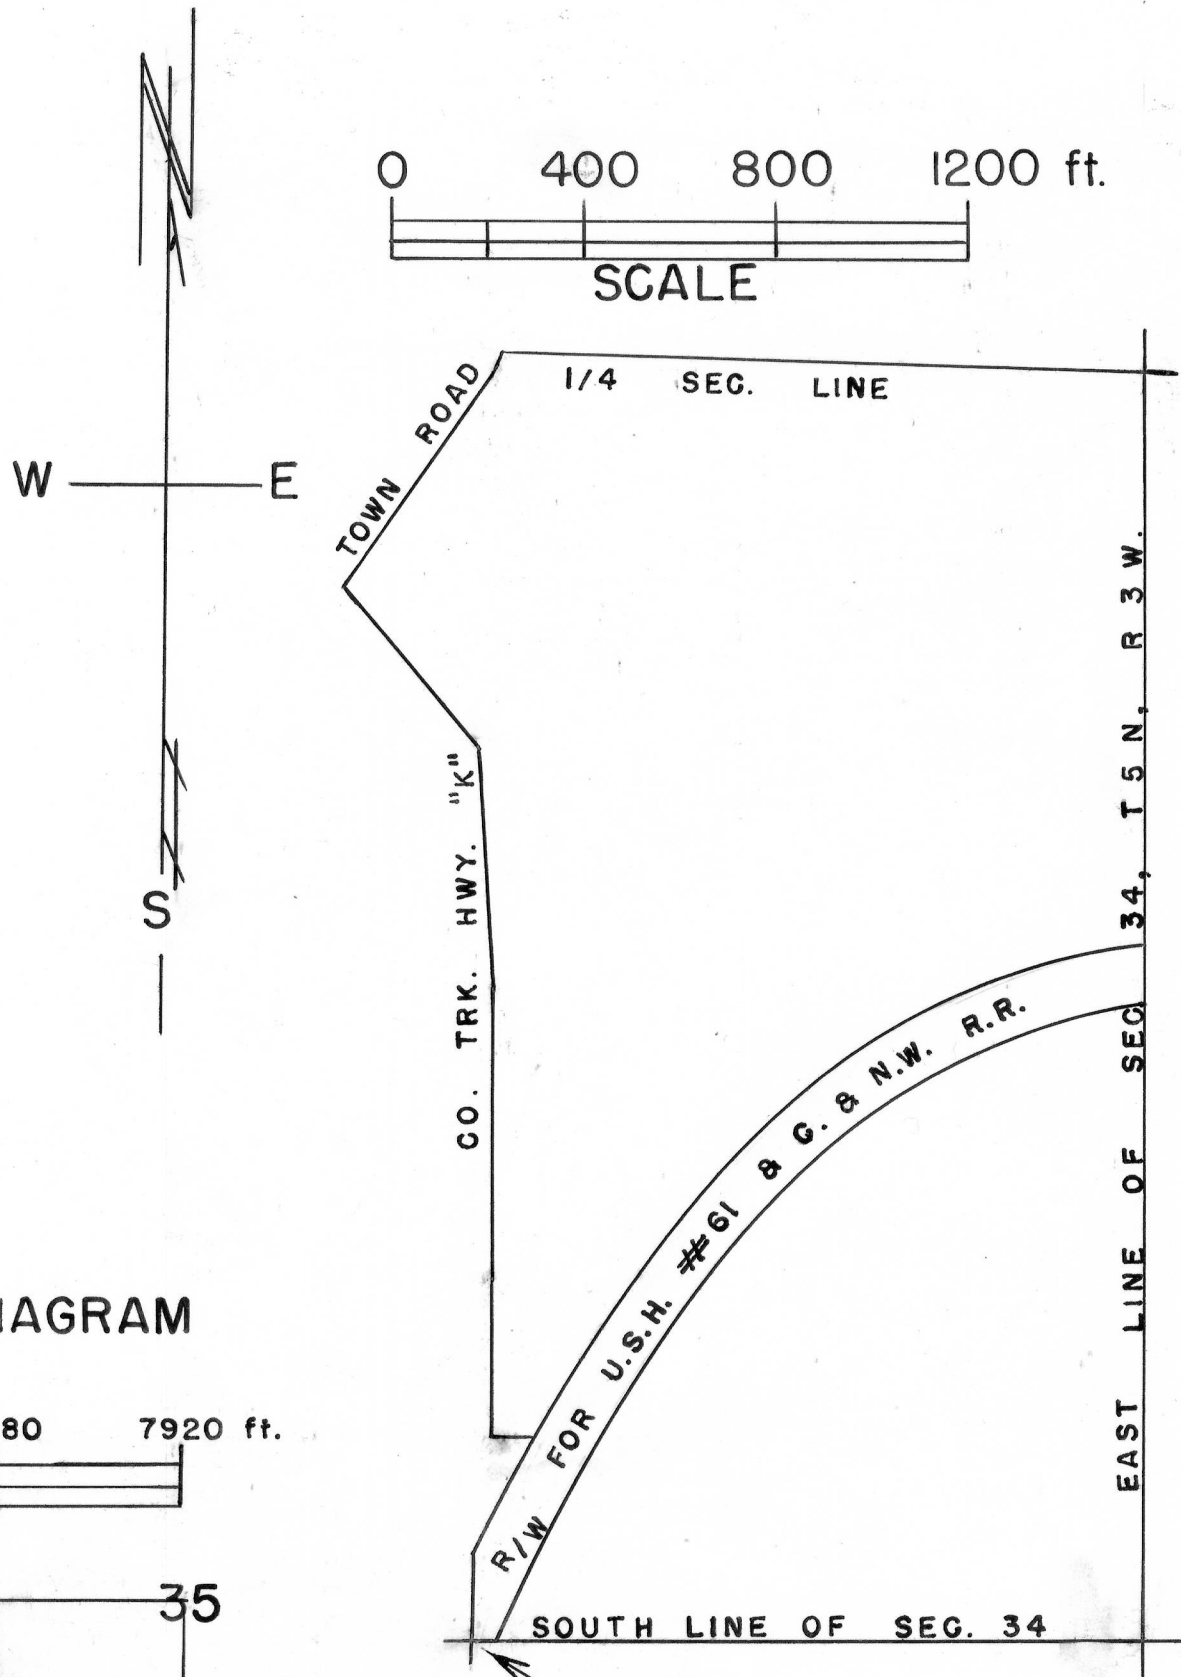 N
0 400 800 1200 ft.
SCALE
1/4 SEC. LINE
TOWN ROAD
W E
EAST LINE OF SEC. 34, T 5 N, R 3 W.
CO. TRK. HWY. "K"
S
R/W FOR U.S.H. #61 & C. & N.W. R.R.
IAGRAM
80 7920 ft.
35
SOUTH LINE OF SEC. 34